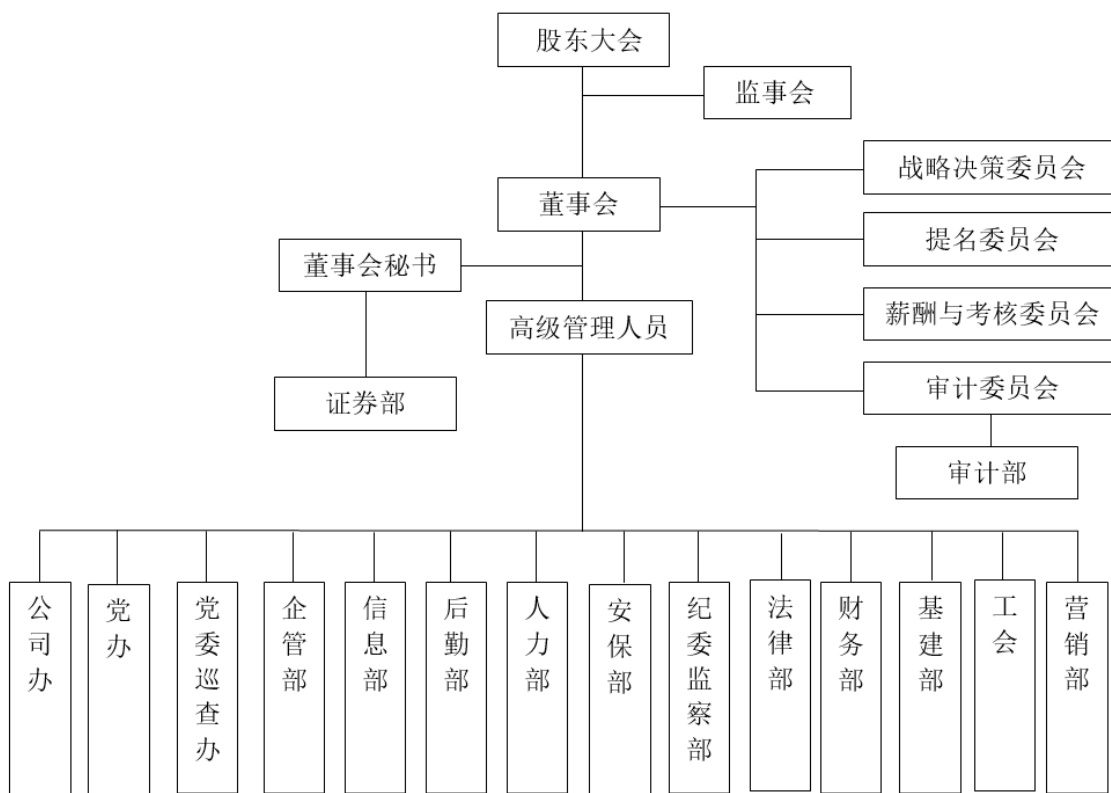 股东大会
监事会
战略决策委员会
董事会
提名委员会
董事会秘书
薪酬与考核委员会
高级管理人员
证券部
审计委员会
审计部
公司办
党办
党委巡查办
企管部
信息部
后勤部
人力部
安保部
纪委监察部
法律部
财务部
基建部
工会
营销部